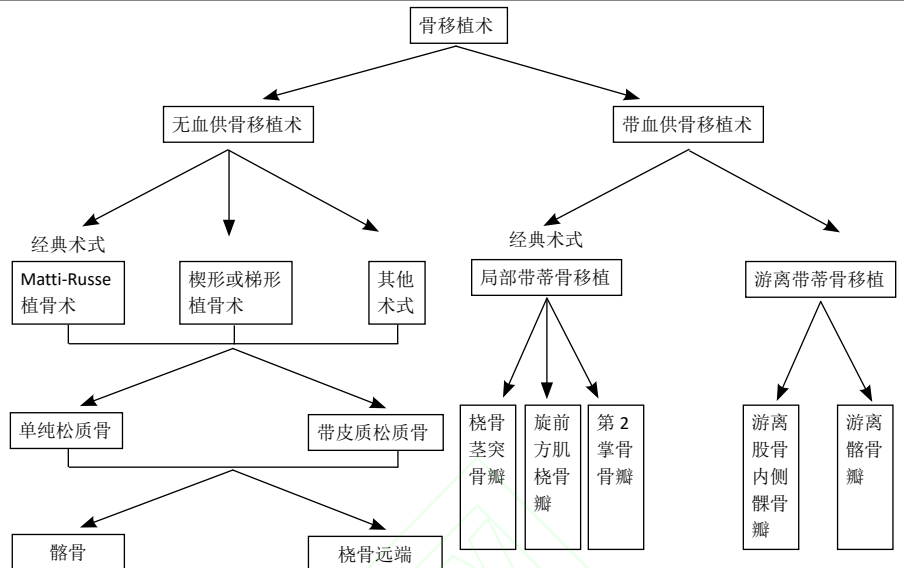 骨移植术
无血供骨移植术
带血供骨移植术
经典术式
Matti-Russe
植骨术
楔形或梯形
植骨术
其他
术式
经典术式
局部带蒂骨移植
游离带蒂骨移植
单纯松质骨
带皮质松质骨
髂骨
桡骨远端
桡骨
茎突
骨瓣
旋前
方肌
桡骨
瓣
第 2
掌骨
骨瓣
游离
股骨
内侧
髁骨
瓣
游离
髂骨
瓣